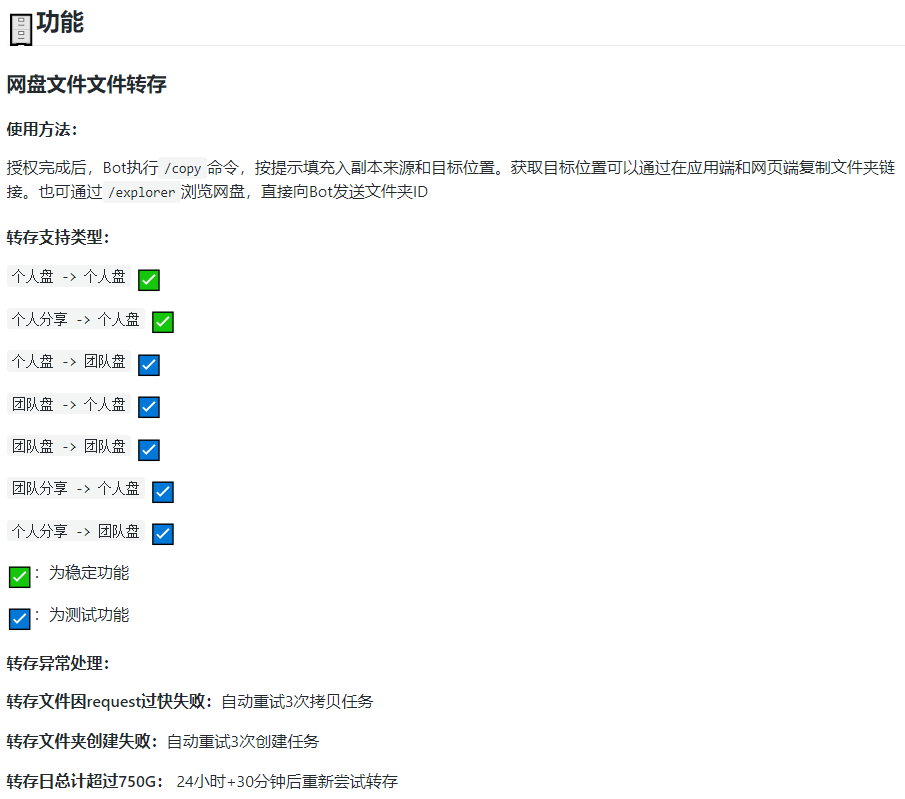 功能
网盘文件文件转存
使用方法：
授权完成后，Bot执行 /copy 命令，按提示填充入副本来源和目标位置。获取目标位置可以通过在应用端和网页端复制文件夹链
接。也可通过 /explorer 浏览网盘，直接向Bot发送文件夹ID
转存支持类型：
个人盘 -> 个人盘 ✅
个人分享 -> 个人盘 ✅
个人盘 -> 团队盘 ☑
团队盘 -> 个人盘 ☑
团队盘 -> 团队盘 ☑
团队分享 -> 个人盘 ☑
个人分享 -> 团队盘 ☑
✅：为稳定功能
☑：为测试功能
转存异常处理：
转存文件因request过快失败：自动重试3次拷贝任务
转存文件夹创建失败：自动重试3次创建任务
转存日总计超过750G： 24小时+30分钟后重新尝试转存